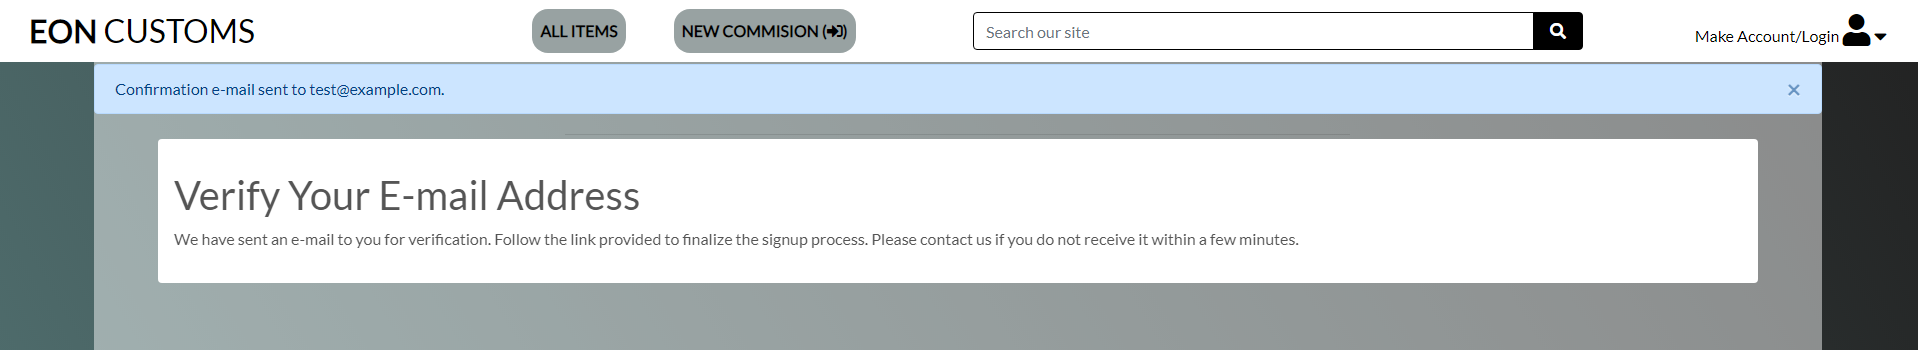 EON CUSTOMS
ALL ITEMS
NEW COMMISION ()
Search our site
Make Account/Login
Confirmation e-mail sent to test@example.com.
×
Verify Your E-mail Address
We have sent an e-mail to you for verification. Follow the link provided to finalize the signup process. Please contact us if you do not receive it within a few minutes.